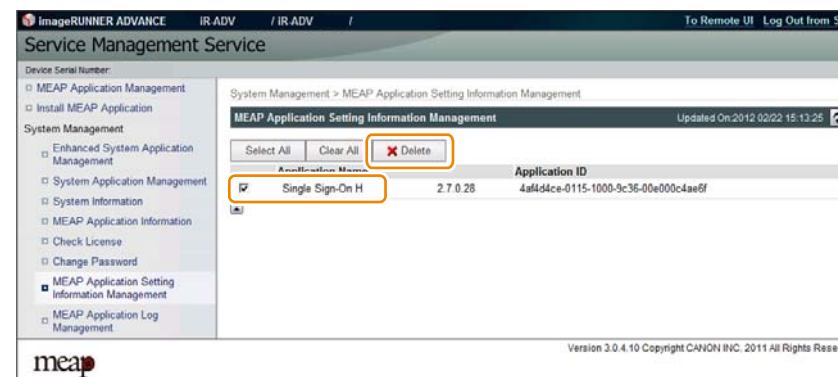 imageRUNNER ADVANCE iR-ADV / iR-ADV / To Remote UI Log Out from S
Service Management Service
Device Serial Number:
MEAP Application Management
Install MEAP Application
System Management
Enhanced System Application
Management
System Application Management
System Information
MEAP Application Information
Check License
Change Password
MEAP Application Setting
Information Management
MEAP Application Log
Management
System Management > MEAP Application Setting Information Management
MEAP Application Setting Information Management Updated On:2012 02/22 15:13:25
Select All Clear All Delete
Application Name Application ID
Single Sign-On H 2.7.0.28 4af4d4ce-0115-1000-9c36-00e000c4ae6f
Version 3.0.4.10 Copyright CANON INC. 2011 All Rights Rese
meap